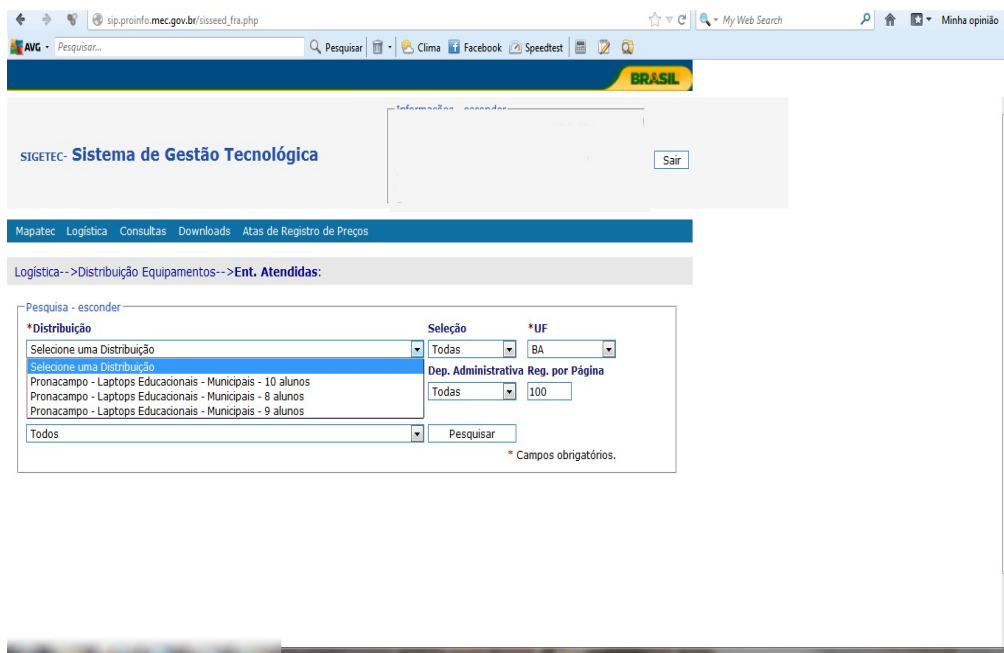 sip.proinfo.mec.gov.br/sisseed_fra.php
My Web Search
Minha opinião
AVG - Pesquisar...
Pesquisar
Clima
Facebook
Speedtest
BRASIL
Informações - esconder
SIGETEC- Sistema de Gestão Tecnológica
Sair
Mapatec Logística Consultas Downloads Atas de Registro de Preços
Logística-->Distribuição Equipamentos-->Ent. Atendidas:
Pesquisa - esconder
*Distribuição Seleção *UF
Selecione uma Distribuição Todas BA
Selecione uma Distribuição
Dep. Administrativa Reg. por Página
Pronacampo - Laptops Educacionais - Municipais - 10 alunos
Pronacampo - Laptops Educacionais - Municipais - 8 alunos
Todas 100
Pronacampo - Laptops Educacionais - Municipais - 9 alunos
Todos Pesquisar
* Campos obrigatórios.